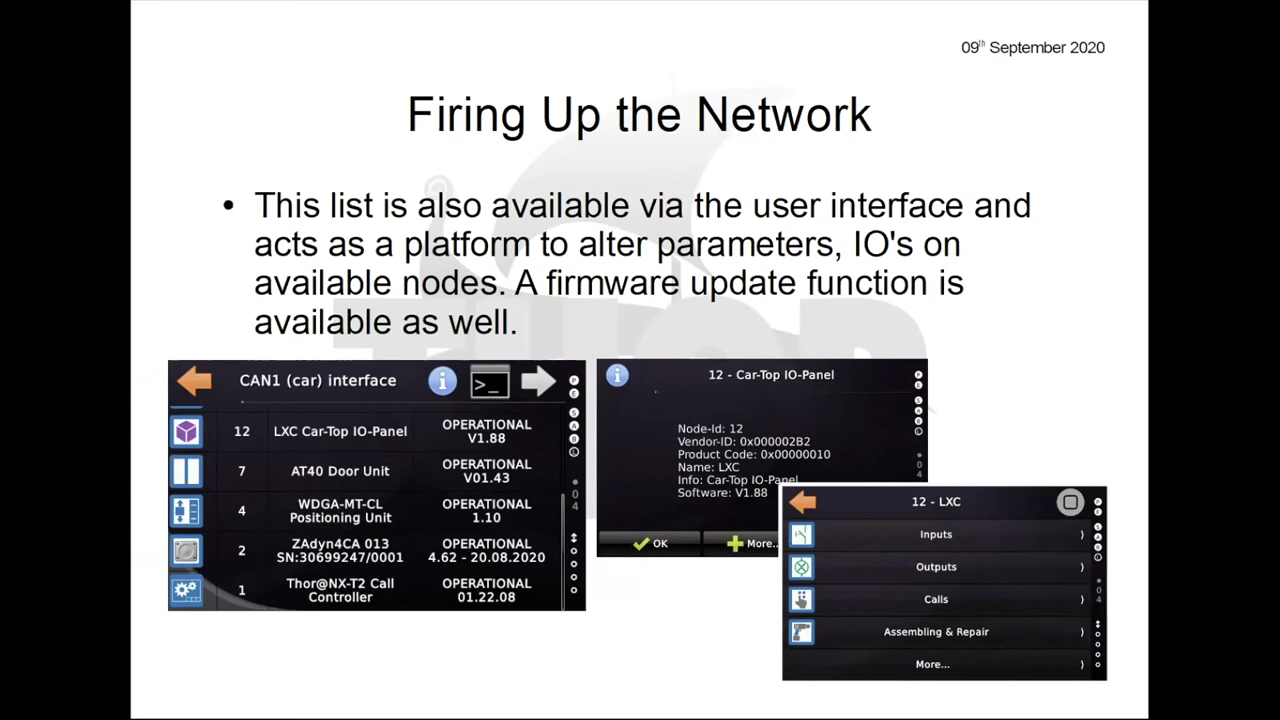 09th September 2020
Firing Up the Network
• This list is also available via the user interface and
acts as a platform to alter parameters, IO's on
available nodes. A firmware update function is
available as well.
CAN1 (car) interface
>_
12 LXC Car-Top IO-Panel OPERATIONAL V1.88
7 AT40 Door Unit OPERATIONAL V01.43
4 WDGA-MT-CL Positioning Unit OPERATIONAL 1.10
2 ZAdyn4CA 013 SN:30699247/0001 OPERATIONAL 4.62 - 20.08.2020
1 Thor@NX-T2 Call Controller OPERATIONAL 01.22.08
12 - Car-Top IO-Panel
Node-Id: 12
Vendor-ID: 0x000002B2
Product Code: 0x00000010
Name: LXC
Info: Car-Top IO-Panel
Software: V1.88
OK
More...
12 - LXC
Inputs
Outputs
Calls
Assembling & Repair
More...
THOR